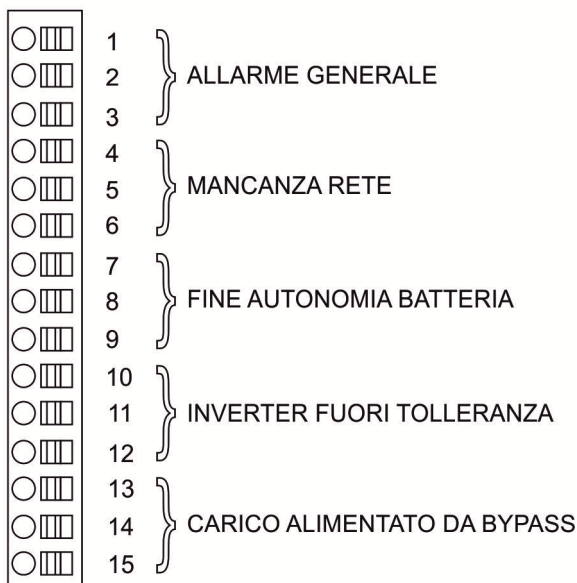 1
2 ALLARME GENERALE
3
4
5 MANCANZA RETE
6
7
8 FINE AUTONOMIA BATTERIA
9
10
11 INVERTER FUORI TOLLERANZA
12
13
14 CARICO ALIMENTATO DA BYPASS
15